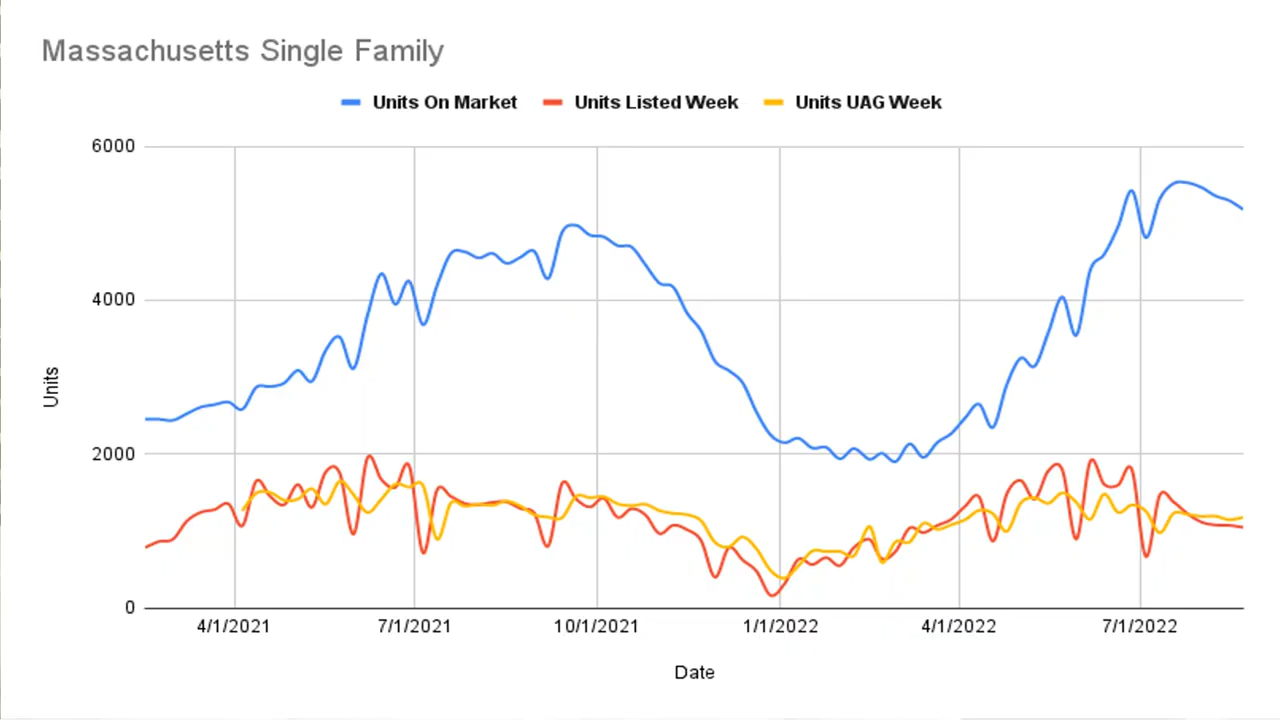 Massachusetts Single Family
Units On Market Units Listed Week Units UAG Week
6000
4000
2000
0
Units
4/1/2021 7/1/2021 10/1/2021 1/1/2022 4/1/2022 7/1/2022
Date